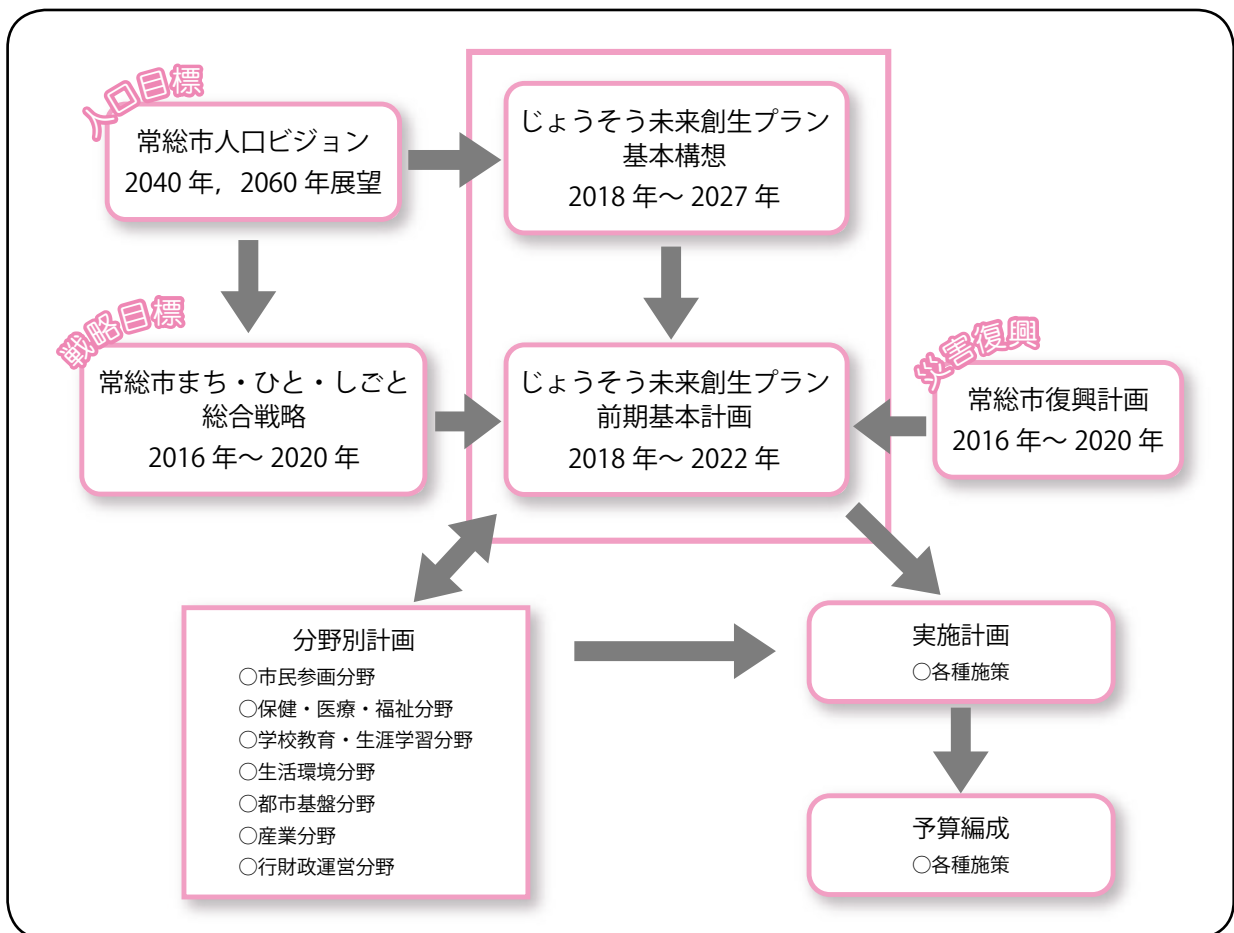 人口目標
常総市人口ビジョン
2040 年，2060 年展望
じょうそう未来創生プラン
基本構想
2018 年～ 2027 年
戦略目標
常総市まち・ひと・しごと
総合戦略
2016 年～ 2020 年
じょうそう未来創生プラン
前期基本計画
2018 年～ 2022 年
災害復興
常総市復興計画
2016 年～ 2020 年
分野別計画
○市民参画分野
○保健・医療・福祉分野
○学校教育・生涯学習分野
○生活環境分野
○都市基盤分野
○産業分野
○行財政運営分野
実施計画
○各種施策
予算編成
○各種施策